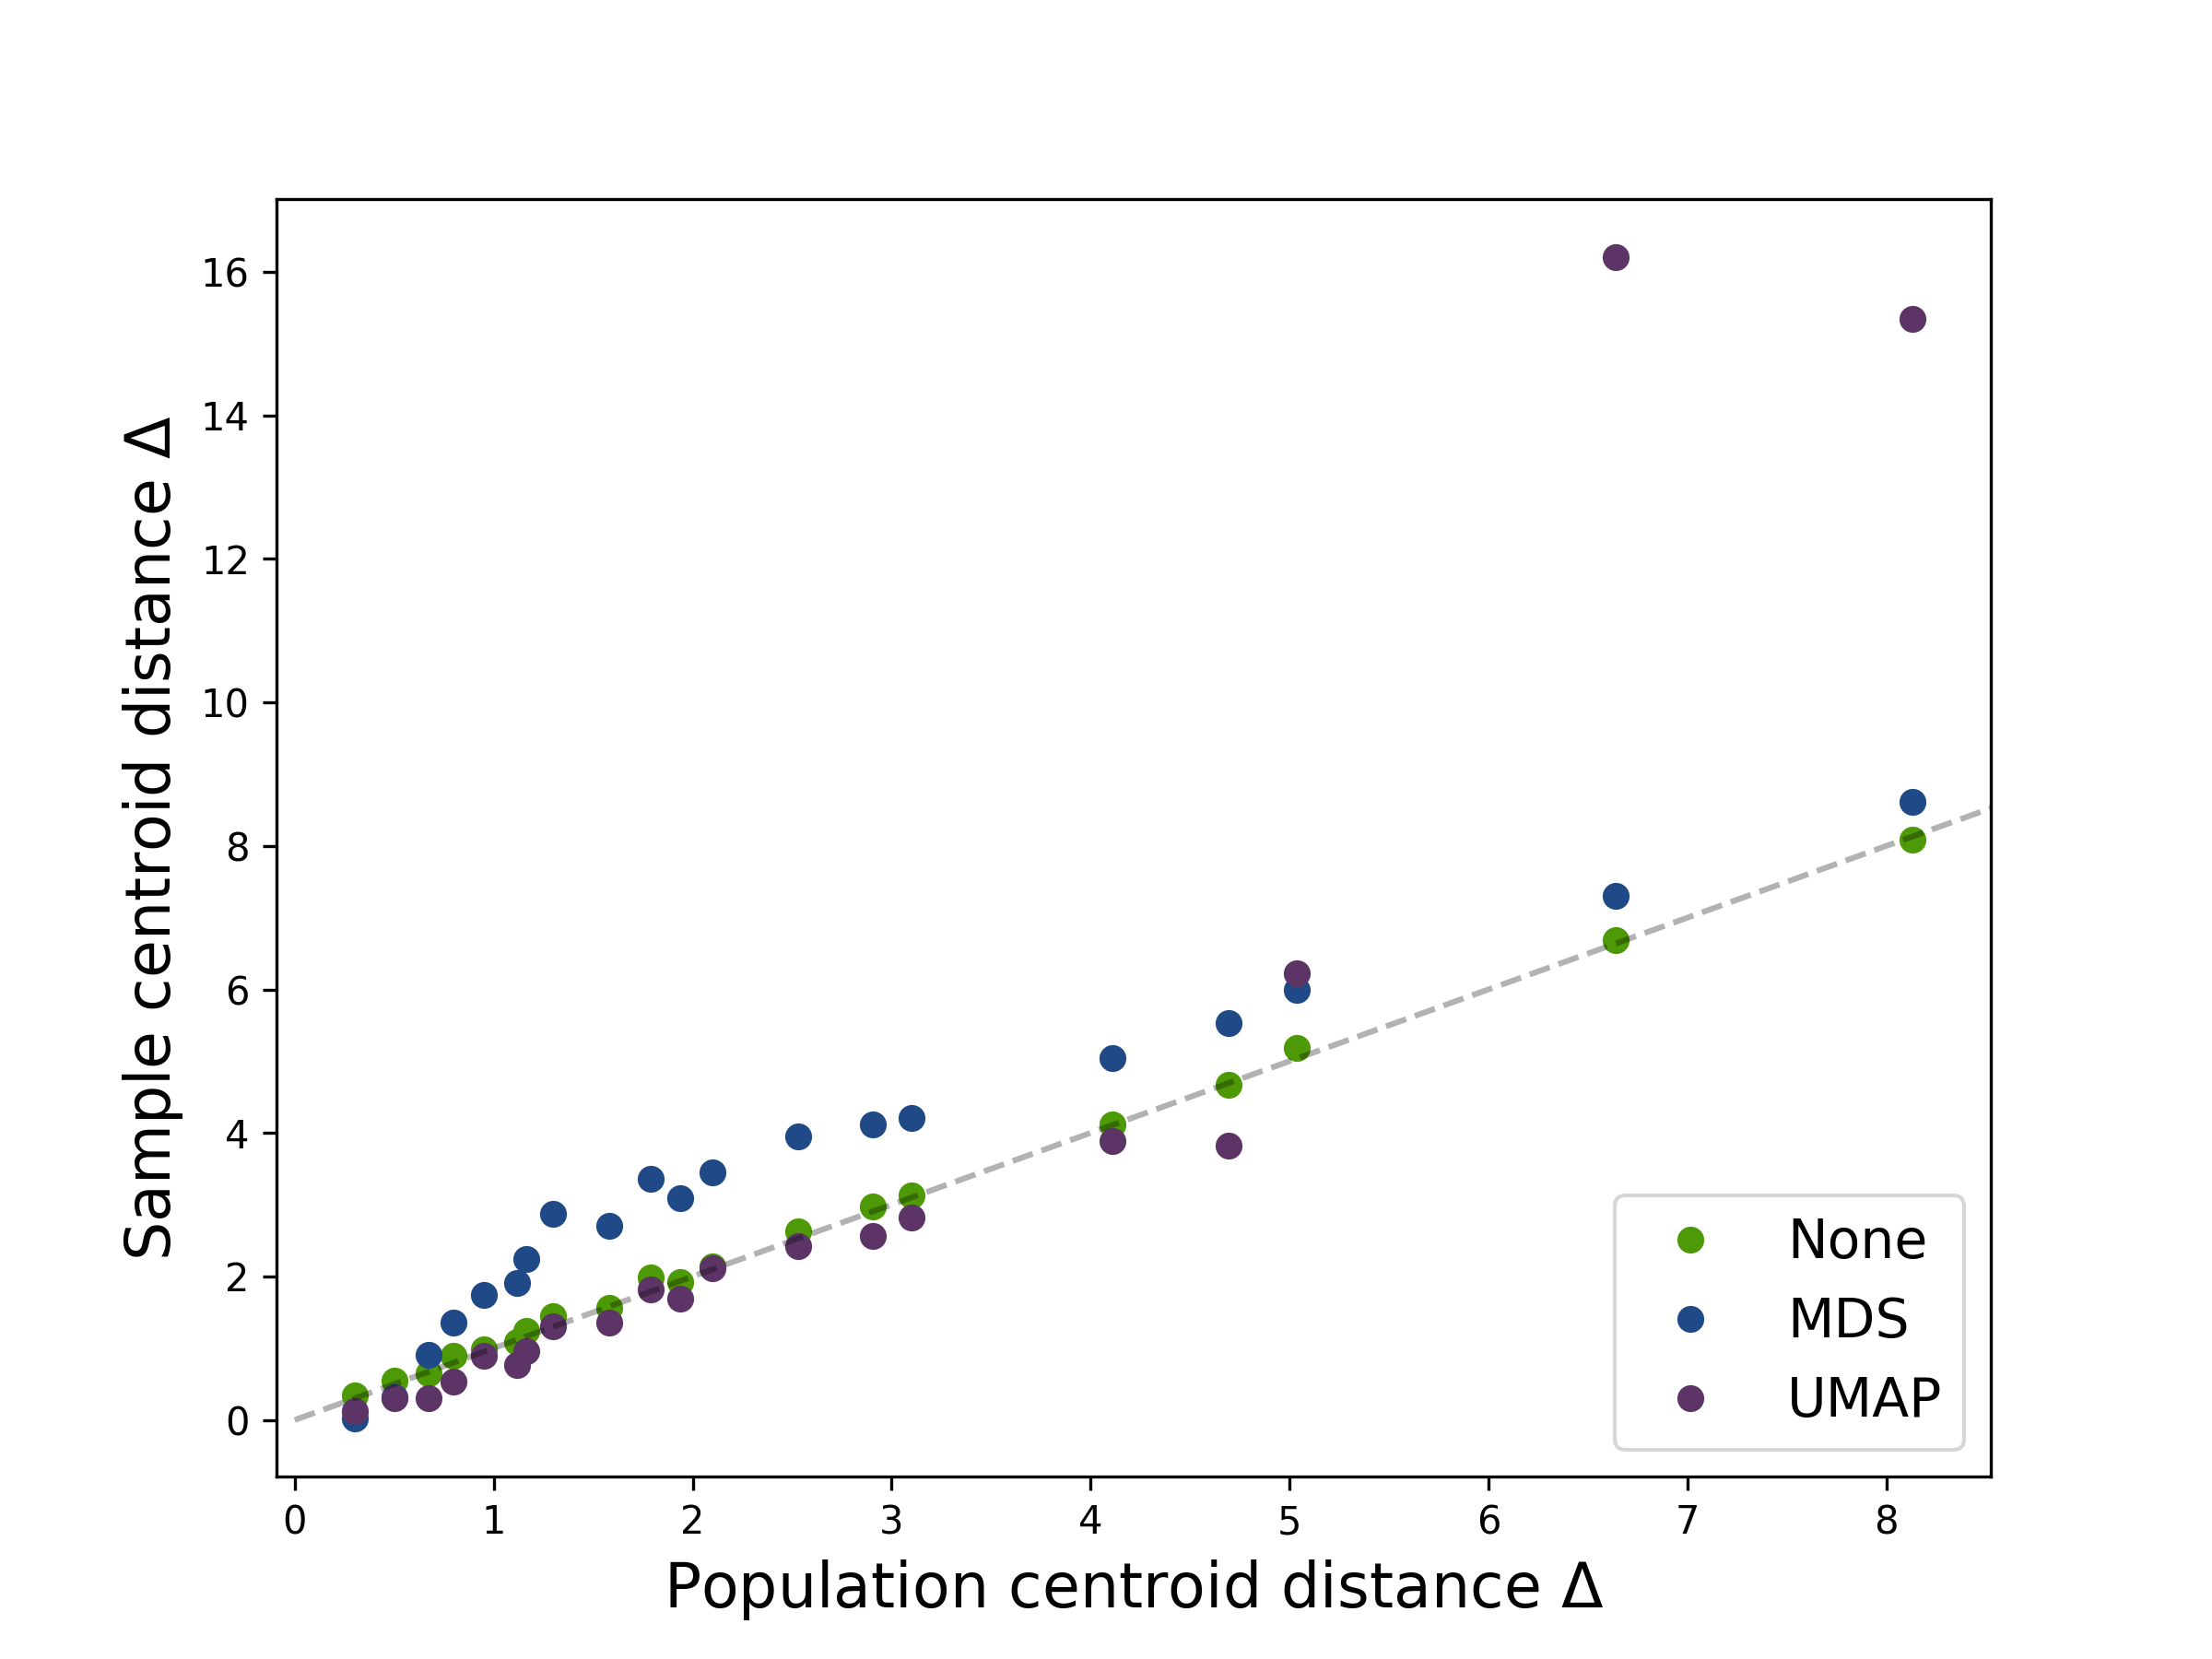 Sample centroid distance Δ
16
14
12
10
8
6
4
2
0
0 1 2 3 4 5 6 7 8
Population centroid distance Δ
None
MDS
UMAP